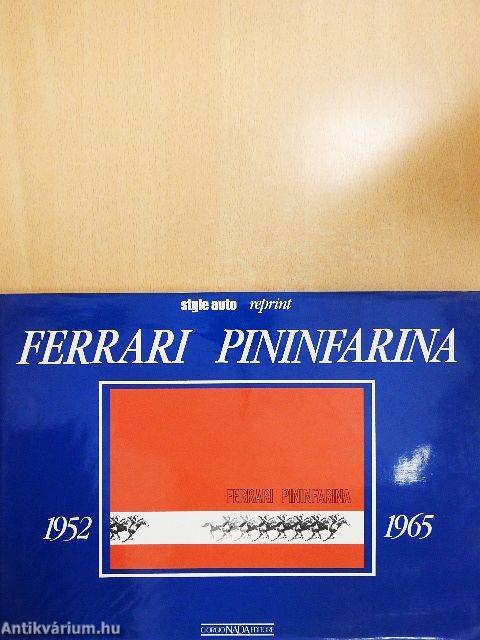 style auto reprint
FERRARI PININFARINA
FERRARI PININFARINA
1952
1965
GIORGIO NADA EDITORE
Antikvárium.hu